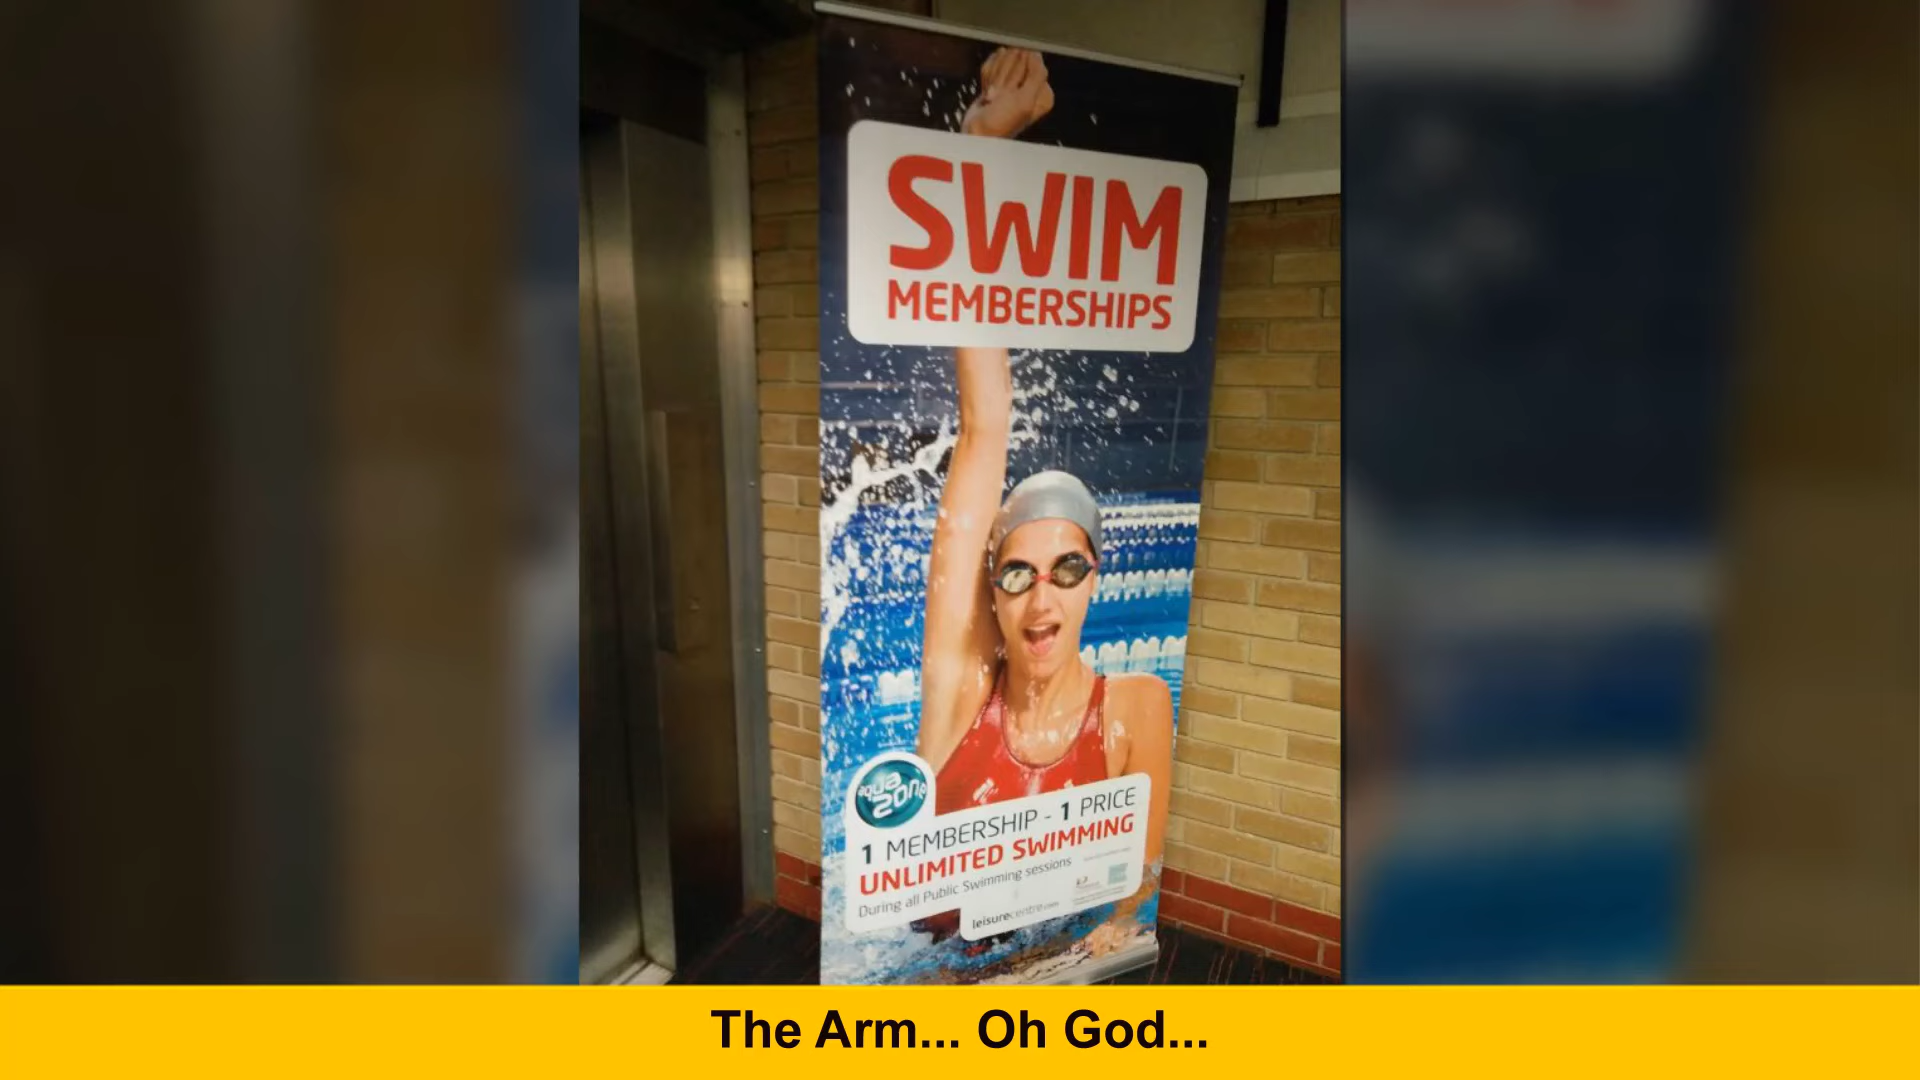 SWIM
MEMBERSHIPS
aqua
zone
1 MEMBERSHIP - 1 PRICE
UNLIMITED SWIMMING
During all Public Swimming sessions
leisurecentre.com
The Arm... Oh God...